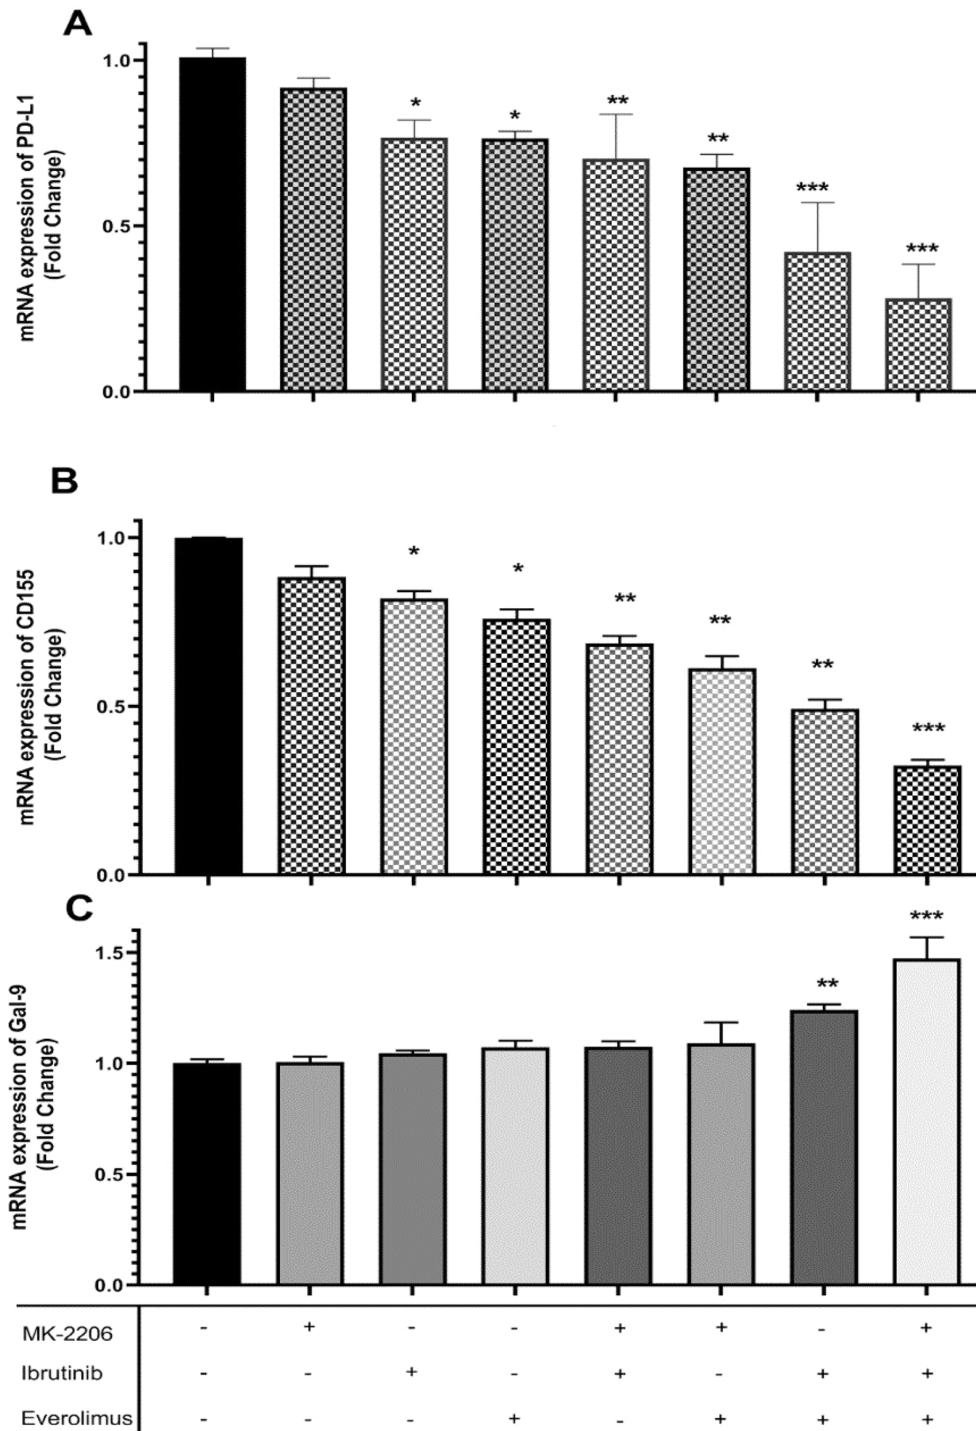 A
mRNA expression of PD-L1
(Fold Change)
1.0
0.5
0.0
*
*
**
**
***
***
B
mRNA expression of CD155
(Fold Change)
1.0
0.5
0.0
*
*
**
**
**
***
C
mRNA expression of Gal-9
(Fold Change)
1.5
1.0
0.5
0.0
**
***
MK-2206 - + - - + + - +
Ibrutinib - - + - + - + +
Everolimus - - - + - + + +